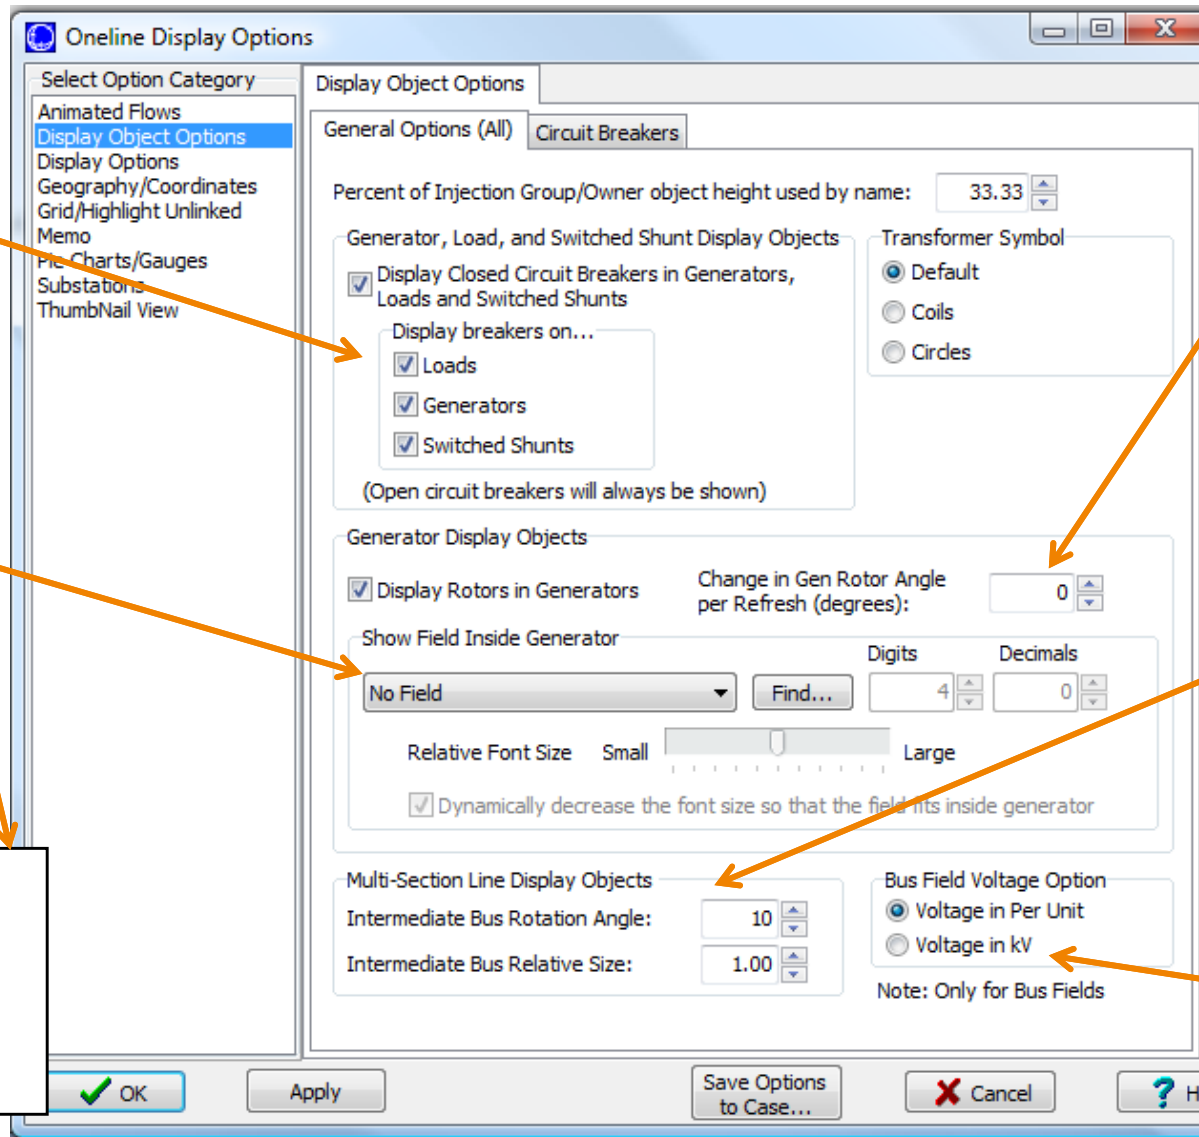 Oneline Display Options
Select Option Category
Animated Flows
Display Object Options
Display Options
Geography/Coordinates
Grid/Highlight Unlinked
Memo
Pie Charts/Gauges
Substations
ThumbNail View
Display Object Options
General Options (All) Circuit Breakers
Percent of Injection Group/Owner object height used by name: 33.33
Generator, Load, and Switched Shunt Display Objects
Display Closed Circuit Breakers in Generators,
Loads and Switched Shunts
Display breakers on...
Loads
Generators
Switched Shunts
(Open circuit breakers will always be shown)
Transformer Symbol
Default
Coils
Circles
Generator Display Objects
Display Rotors in Generators
Change in Gen Rotor Angle
per Refresh (degrees): 0
Show Field Inside Generator
Digits Decimals
No Field Find... 4 0
Relative Font Size Small Large
Dynamically decrease the font size so that the field fits inside generator
Multi-Section Line Display Objects
Intermediate Bus Rotation Angle: 10
Intermediate Bus Relative Size: 1.00
Bus Field Voltage Option
Voltage in Per Unit
Voltage in kV
Note: Only for Bus Fields
OK Apply
Save Options
to Case...
Cancel
? H